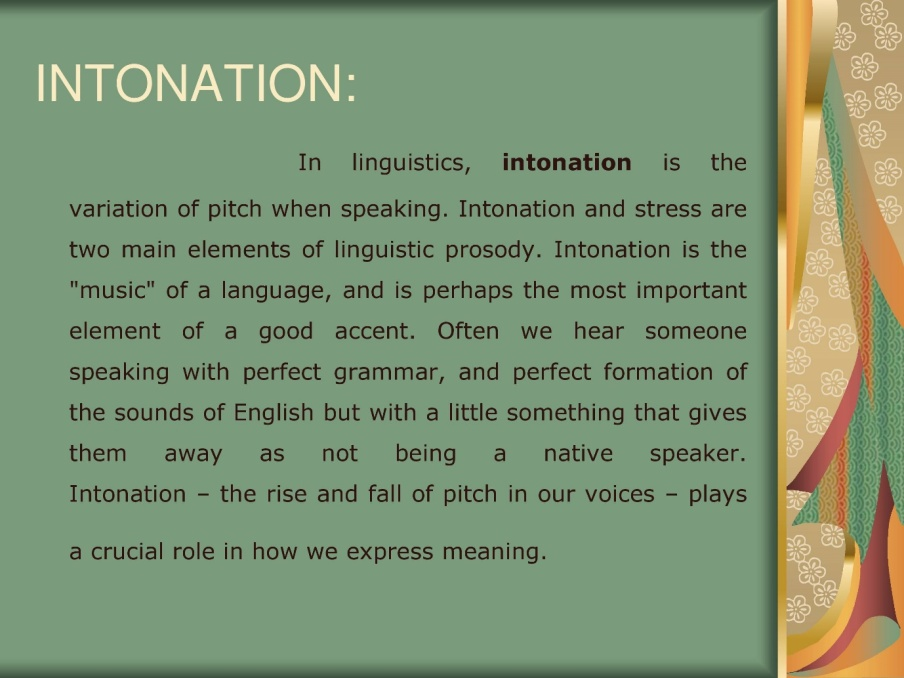 INTONATION:
In linguistics, intonation is the
variation of pitch when speaking. Intonation and stress are
two main elements of linguistic prosody. Intonation is the
"music" of a language, and is perhaps the most important
element of a good accent. Often we hear someone
speaking with perfect grammar, and perfect formation of
the sounds of English but with a little something that gives
them away as not being a native speaker.
Intonation – the rise and fall of pitch in our voices – plays
a crucial role in how we express meaning.